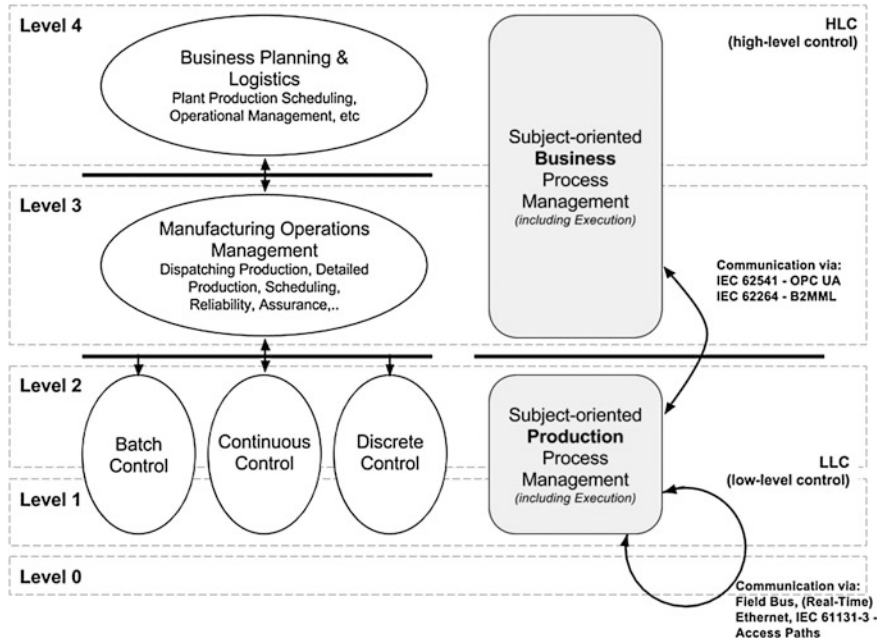 Level 4
Business Planning &
Logistics
Plant Production Scheduling,
Operational Management, etc
HLC
(high-level control)
Subject-oriented
Business
Process
Management
(including Execution)
Level 3
Manufacturing Operations
Management
Dispatching Production, Detailed
Production, Scheduling,
Reliability, Assurance,..
Communication via:
IEC 62541 - OPC UA
IEC 62264 - B2MML
Level 2
Batch
Control
Continuous
Control
Discrete
Control
Subject-oriented
Production
Process
Management
(including Execution)
LLC
(low-level control)
Level 1
Level 0
Communication via:
Field Bus, (Real-Time)
Ethernet, IEC 61131-3 -
Access Paths